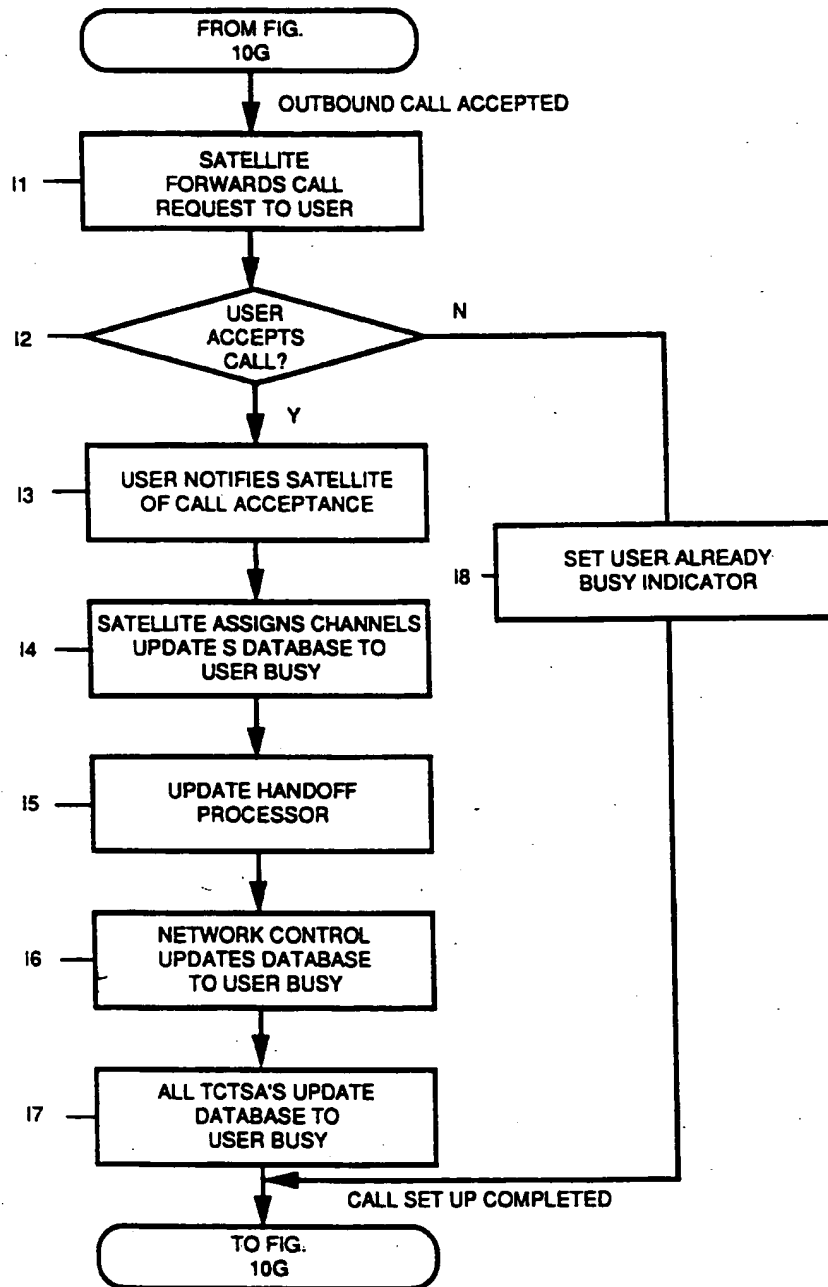 FROM FIG.
10G
OUTBOUND CALL ACCEPTED
I1
SATELLITE
FORWARDS CALL
REQUEST TO USER
I2
USER
ACCEPTS
CALL?
N
Y
I3
USER NOTIFIES SATELLITE
OF CALL ACCEPTANCE
I8
SET USER ALREADY
BUSY INDICATOR
I4
SATELLITE ASSIGNS CHANNELS
UPDATE S DATABASE TO
USER BUSY
I5
UPDATE HANDOFF
PROCESSOR
I6
NETWORK CONTROL
UPDATES DATABASE
TO USER BUSY
I7
ALL TCTSA'S UPDATE
DATABASE TO
USER BUSY
CALL SET UP COMPLETED
TO FIG.
10G